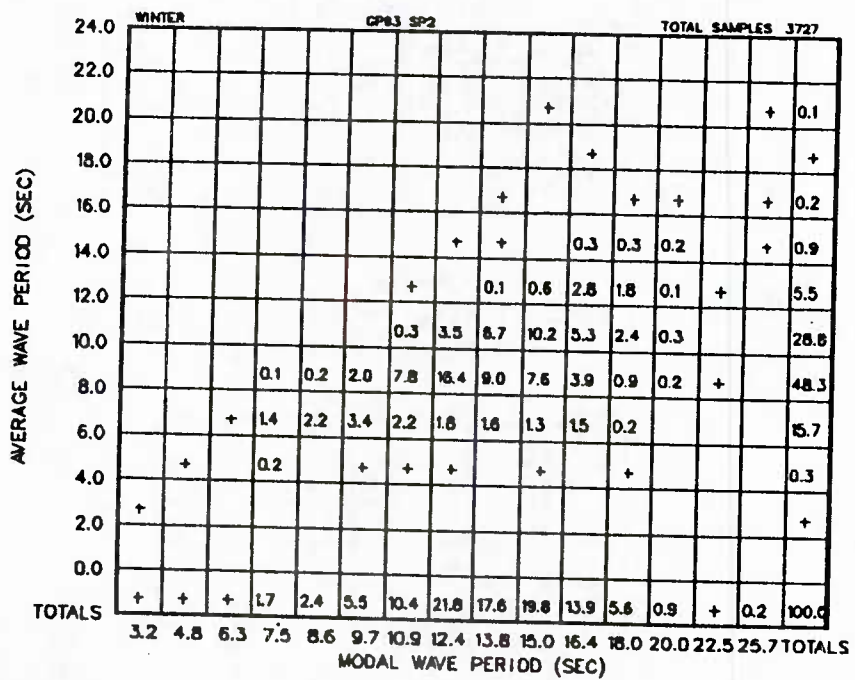 WINTER GP83 SP2 TOTAL SAMPLES 3727
24.0
22.0
20.0 + + 0.1
18.0 + +
16.0 + + + + 0.2
14.0 + + 0.3 0.3 0.2 + 0.9
12.0 + 0.1 0.6 2.8 1.8 0.1 + 5.5
10.0 0.3 3.5 6.7 10.2 5.3 2.4 0.3 28.8
8.0 0.1 0.2 2.0 7.8 16.4 9.0 7.6 3.9 0.9 0.2 + 48.3
6.0 + 1.4 2.2 3.4 2.2 1.8 1.6 1.3 1.5 0.2 15.7
4.0 + 0.2 + + + + + 0.3
2.0 + +
0.0
TOTALS + + + 1.7 2.4 5.5 10.4 21.8 17.6 19.8 13.9 5.6 0.9 + 0.2 100.0
3.2 4.8 6.3 7.5 8.6 9.7 10.9 12.4 13.8 15.0 16.4 18.0 20.0 22.5 25.7 TOTALS
MODAL WAVE PERIOD (SEC)
AVERAGE WAVE PERIOD (SEC)